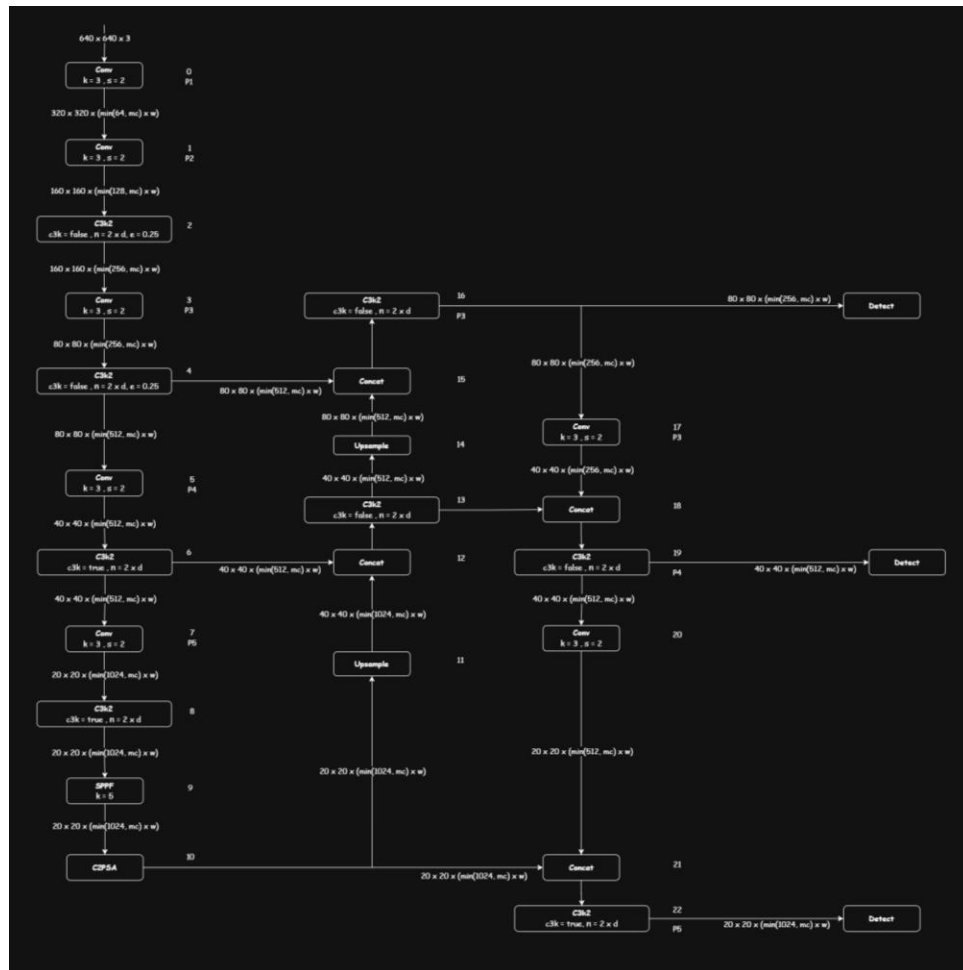 640 x 640 x 3
Conv
k = 3 , s = 2
0
P1
320 x 320 x (min(64, mc) x w)
Conv
k = 3 , s = 2
1
P2
160 x 160 x (min(128, mc) x w)
C3k2
c3k = false , n = 2 x d, e = 0.25
2
160 x 160 x (min(256, mc) x w)
Conv
k = 3 , s = 2
3
P3
80 x 80 x (min(256, mc) x w)
C3k2
c3k = false , n = 2 x d, e = 0.25
4
80 x 80 x (min(512, mc) x w)
80 x 80 x (min(512, mc) x w)
Conv
k = 3 , s = 2
5
P4
40 x 40 x (min(512, mc) x w)
C3k2
c3k = true , n = 2 x d
6
40 x 40 x (min(512, mc) x w)
40 x 40 x (min(512, mc) x w)
Conv
k = 3 , s = 2
7
P5
20 x 20 x (min(1024, mc) x w)
C3k2
c3k = true , n = 2 x d
8
20 x 20 x (min(1024, mc) x w)
SPPF
k = 5
9
20 x 20 x (min(1024, mc) x w)
C2PSA
10
20 x 20 x (min(1024, mc) x w)
20 x 20 x (min(1024, mc) x w)
Upsample
11
40 x 40 x (min(1024, mc) x w)
Concat
12
C3k2
c3k = false , n = 2 x d
13
40 x 40 x (min(512, mc) x w)
Upsample
14
80 x 80 x (min(512, mc) x w)
Concat
15
C3k2
c3k = false , n = 2 x d
16
P3
80 x 80 x (min(256, mc) x w)
Detect
80 x 80 x (min(256, mc) x w)
Conv
k = 3 , s = 2
17
P3
40 x 40 x (min(256, mc) x w)
Concat
18
C3k2
c3k = false, n = 2 x d
19
P4
40 x 40 x (min(512, mc) x w)
Detect
40 x 40 x (min(512, mc) x w)
Conv
k = 3 , s = 2
20
20 x 20 x (min(512, mc) x w)
Concat
21
C3k2
c3k = true, n = 2 x d
22
P5
20 x 20 x (min(1024, mc) x w)
Detect